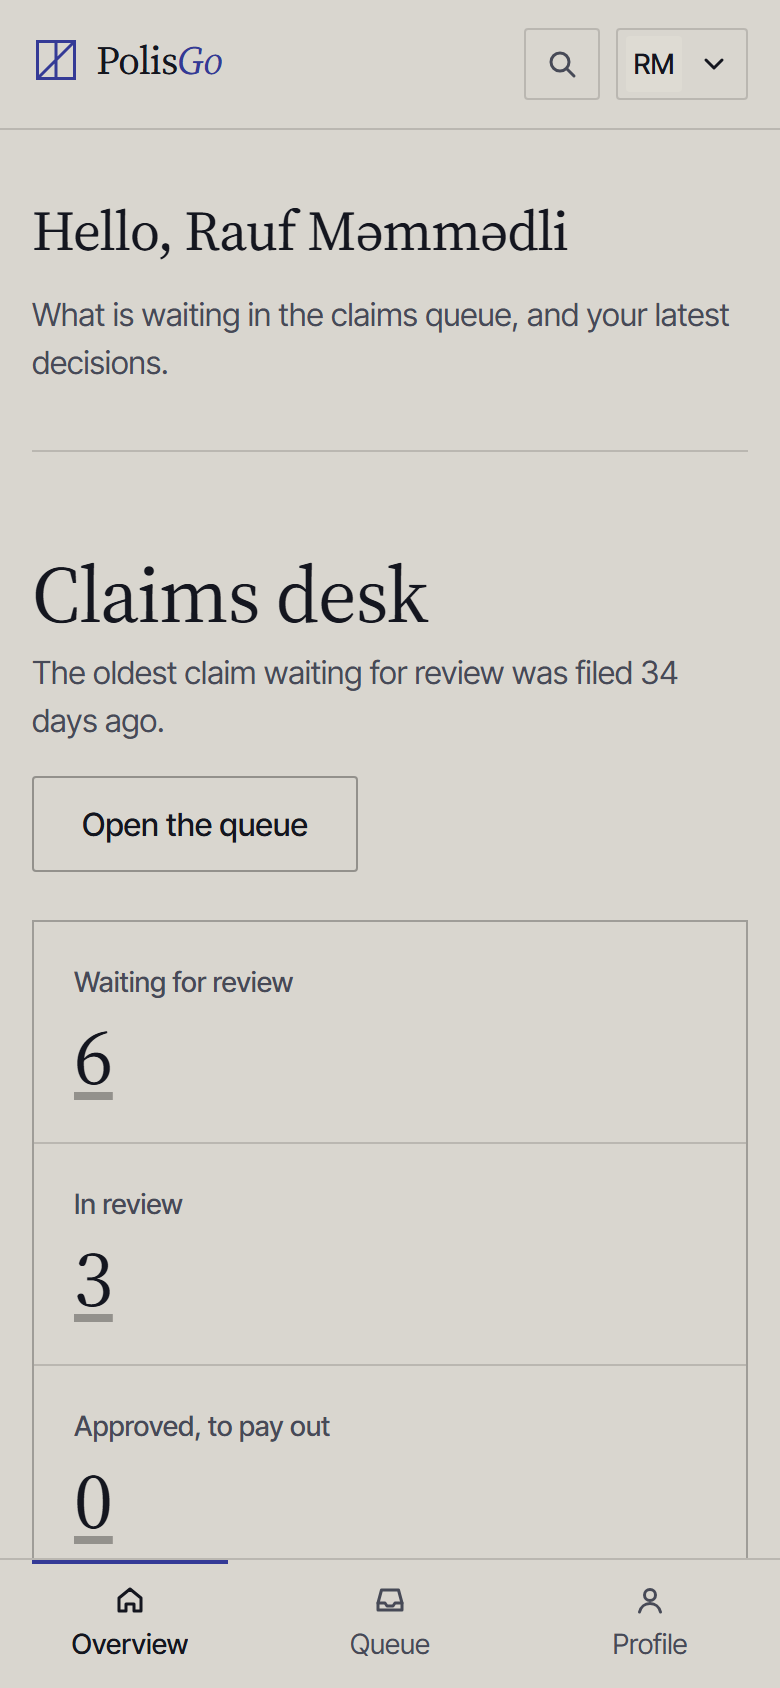 PolisGo
RM
Hello, Rauf Məmmədli
What is waiting in the claims queue, and your latest
decisions.
Claims desk
The oldest claim waiting for review was filed 34
days ago.
Open the queue
Waiting for review
6
In review
3
Approved, to pay out
0
Overview
Queue
Profile